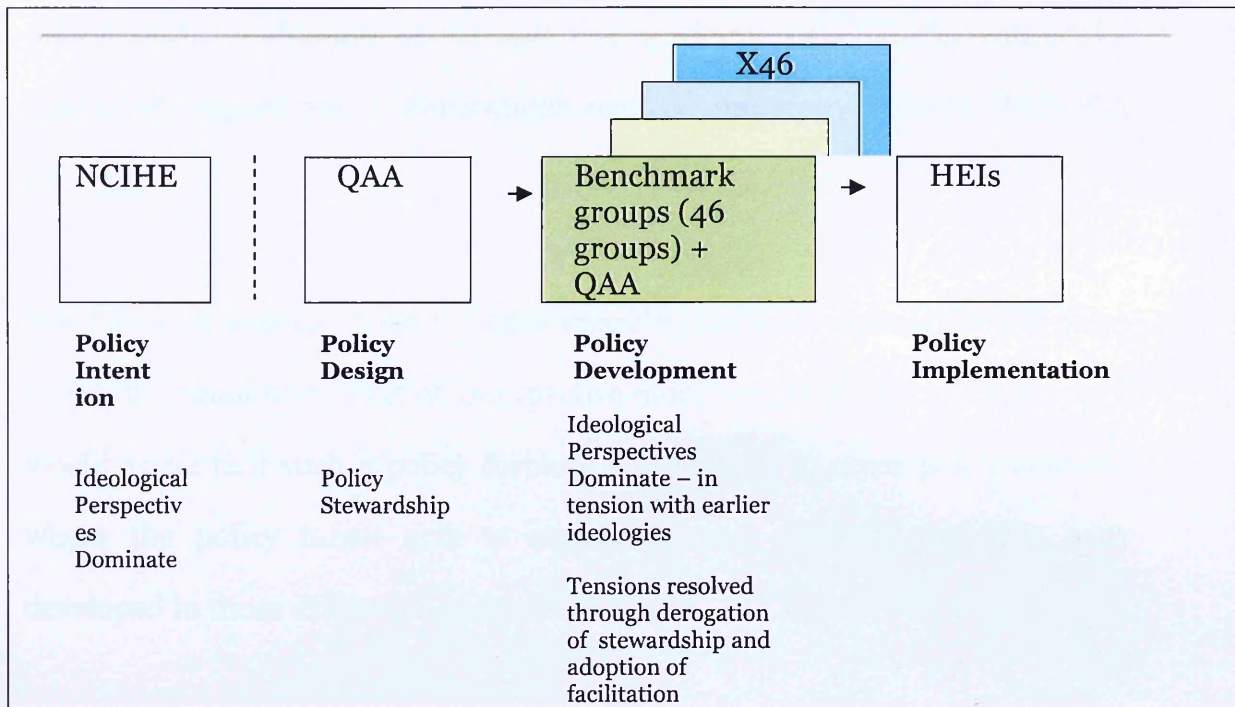 X46
NCIHE
QAA
Benchmark
groups (46
groups) +
QAA
HEIs
Policy
Intent
ion
Ideological
Perspectiv
es
Dominate
Policy
Design
Policy
Stewardship
Policy
Development
Ideological
Perspectives
Dominate – in
tension with earlier
ideologies
Tensions resolved
through derogation
of stewardship and
adoption of
facilitation
Policy
Implementation